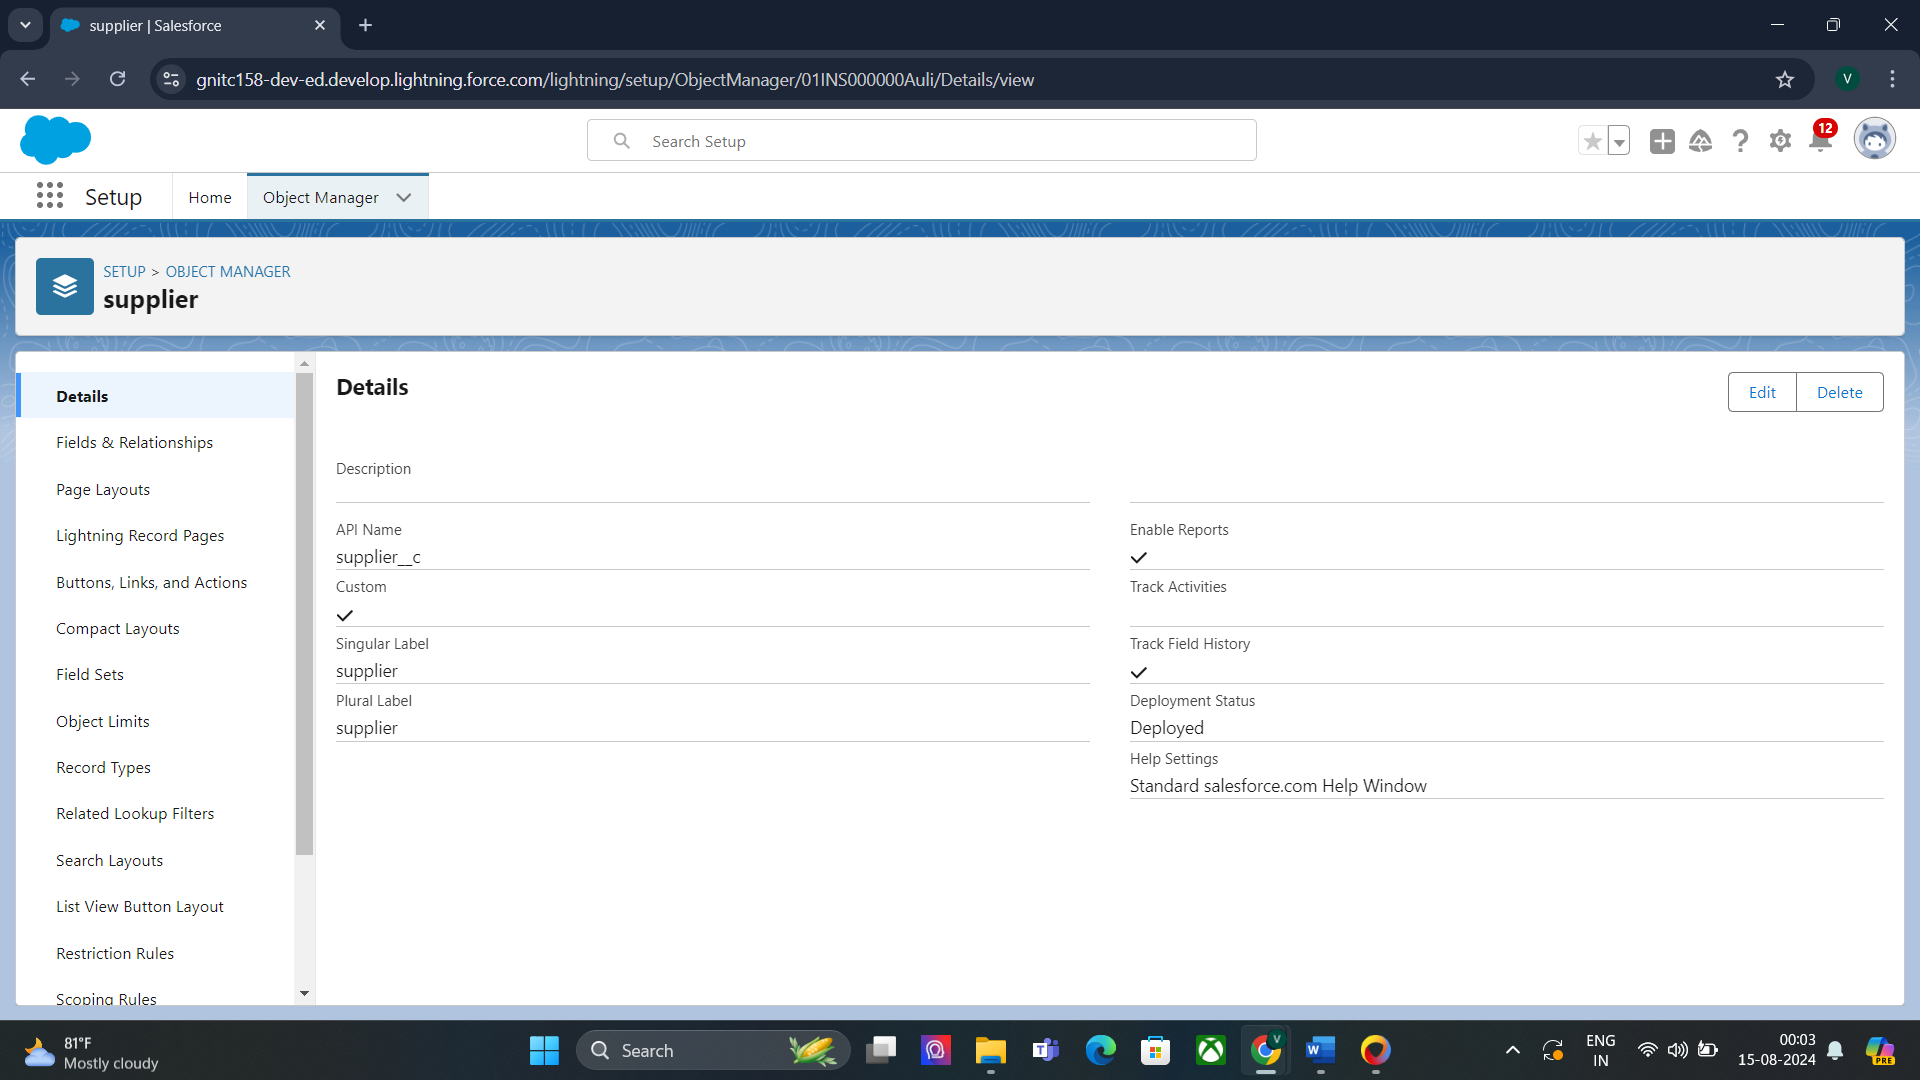 supplier | Salesforce
gnitc158-dev-ed.develop.lightning.force.com/lightning/setup/ObjectManager/01INS000000Auli/Details/view
V
Search Setup
12
Setup
Home
Object Manager
SETUP > OBJECT MANAGER
supplier
Details
Fields & Relationships
Page Layouts
Lightning Record Pages
Buttons, Links, and Actions
Compact Layouts
Field Sets
Object Limits
Record Types
Related Lookup Filters
Search Layouts
List View Button Layout
Restriction Rules
Scoping Rules
Details
Edit
Delete
Description
API Name
supplier__c
Custom
Singular Label
supplier
Plural Label
supplier
Enable Reports
Track Activities
Track Field History
Deployment Status
Deployed
Help Settings
Standard salesforce.com Help Window
81°F
Mostly cloudy
Search
V
ENG
IN
00:03
15-08-2024
PRE